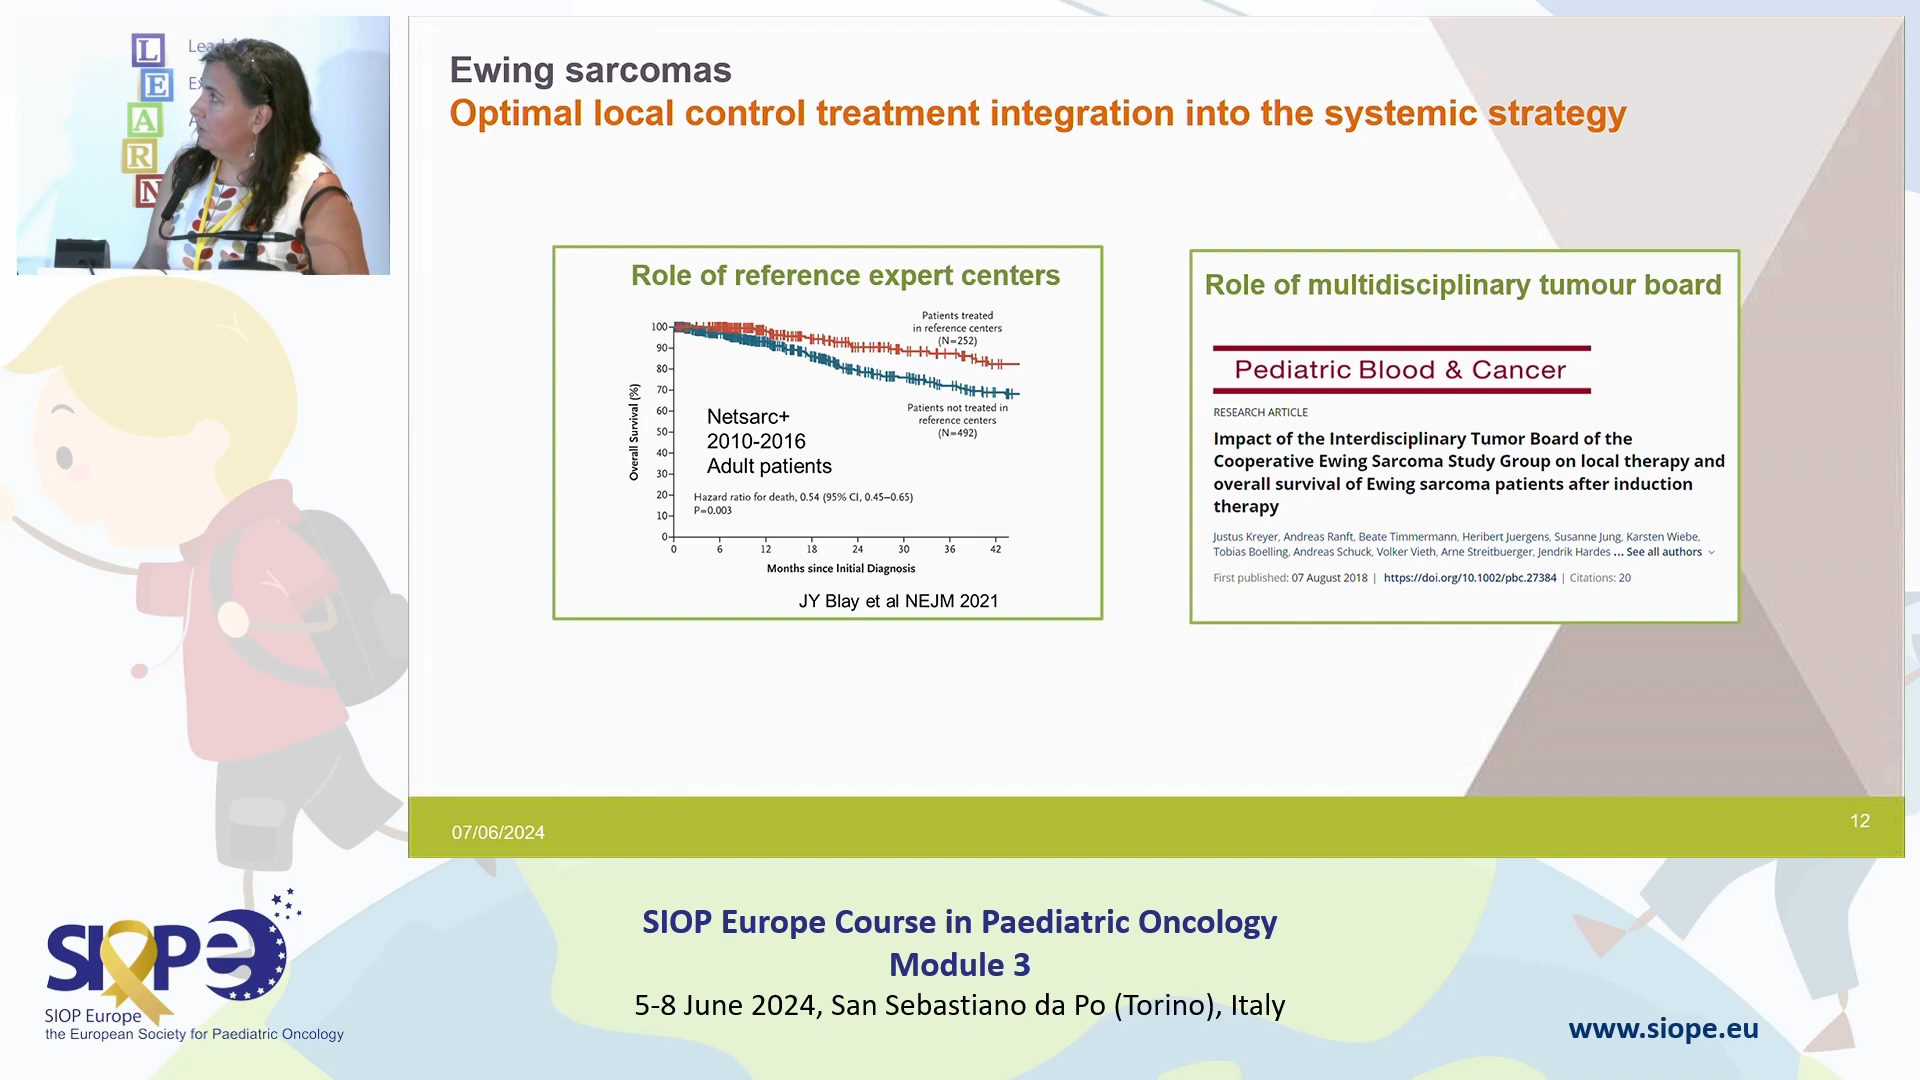 L
E
A
R
N
Lead
Ex
Ewing sarcomas
Optimal local control treatment integration into the systemic strategy
Role of reference expert centers
Patients treated
in reference centers
(N=252)
100
90
80
70
60
50
40
30
20
10
0
Overall Survival (%)
Patients not treated in
reference centers
(N=492)
Netsarc+
2010-2016
Adult patients
Hazard ratio for death, 0.54 (95% CI, 0.45–0.65)
P=0.003
0 6 12 18 24 30 36 42
Months since Initial Diagnosis
JY Blay et al NEJM 2021
Role of multidisciplinary tumour board
Pediatric Blood & Cancer
RESEARCH ARTICLE
Impact of the Interdisciplinary Tumor Board of the
Cooperative Ewing Sarcoma Study Group on local therapy and
overall survival of Ewing sarcoma patients after induction
therapy
Justus Kreyer, Andreas Ranft, Beate Timmermann, Heribert Juergens, Susanne Jung, Karsten Wiebe,
Tobias Boelling, Andreas Schuck, Volker Vieth, Arne Streitbuerger, Jendrik Hardes ... See all authors
First published: 07 August 2018 | https://doi.org/10.1002/pbc.27384 | Citations: 20
07/06/2024
12
SIOP Europe Course in Paediatric Oncology
Module 3
5-8 June 2024, San Sebastiano da Po (Torino), Italy
SIOPe
SIOP Europe
the European Society for Paediatric Oncology
www.siope.eu